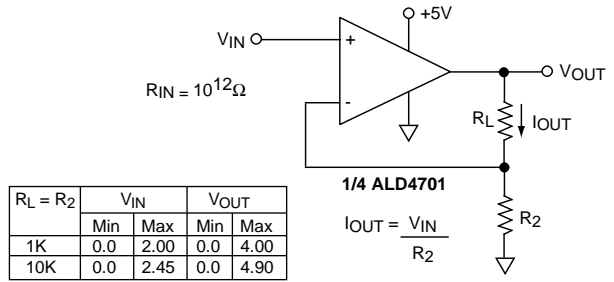 +5V
VIN
+
VOUT
RIN = 10^12Ω
-
RL
IOUT
1/4 ALD4701
RL = R2 VIN VOUT
Min Max Min Max
1K 0.0 2.00 0.0 4.00
10K 0.0 2.45 0.0 4.90
IOUT = VIN
R2
R2